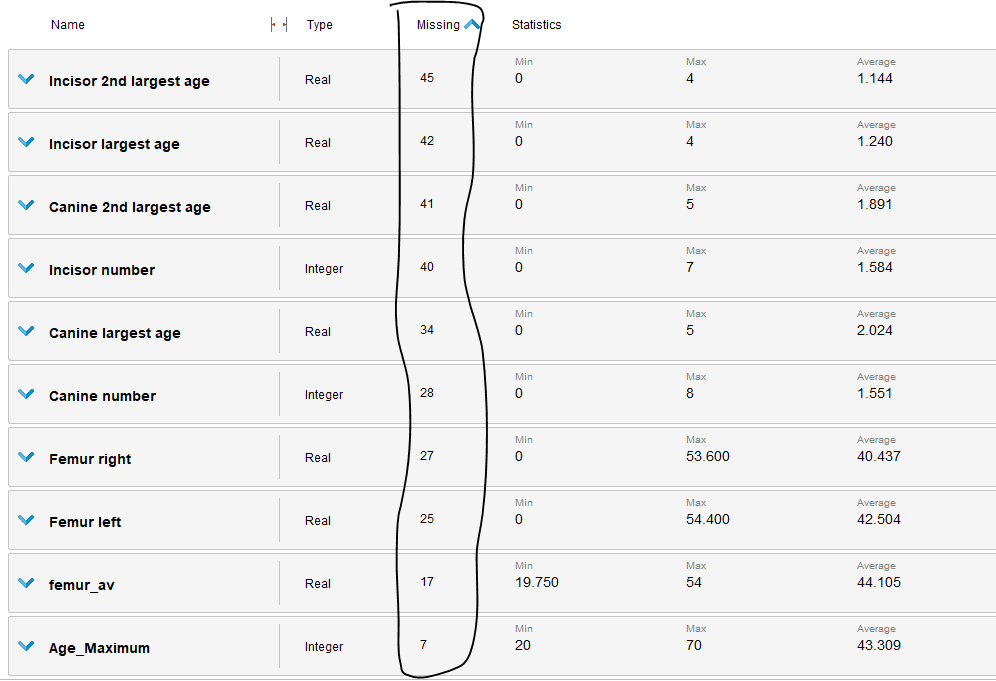 Name Type Missing Statistics
Min Max Average
Incisor 2nd largest age Real 45 0 4 1.144
Min Max Average
Incisor largest age Real 42 0 4 1.240
Min Max Average
Canine 2nd largest age Real 41 0 5 1.891
Min Max Average
Incisor number Integer 40 0 7 1.584
Min Max Average
Canine largest age Real 34 0 5 2.024
Min Max Average
Canine number Integer 28 0 8 1.551
Min Max Average
Femur right Real 27 0 53.600 40.437
Min Max Average
Femur left Real 25 0 54.400 42.504
Min Max Average
femur_av Real 17 19.750 54 44.105
Min Max Average
Age_Maximum Integer 7 20 70 43.309